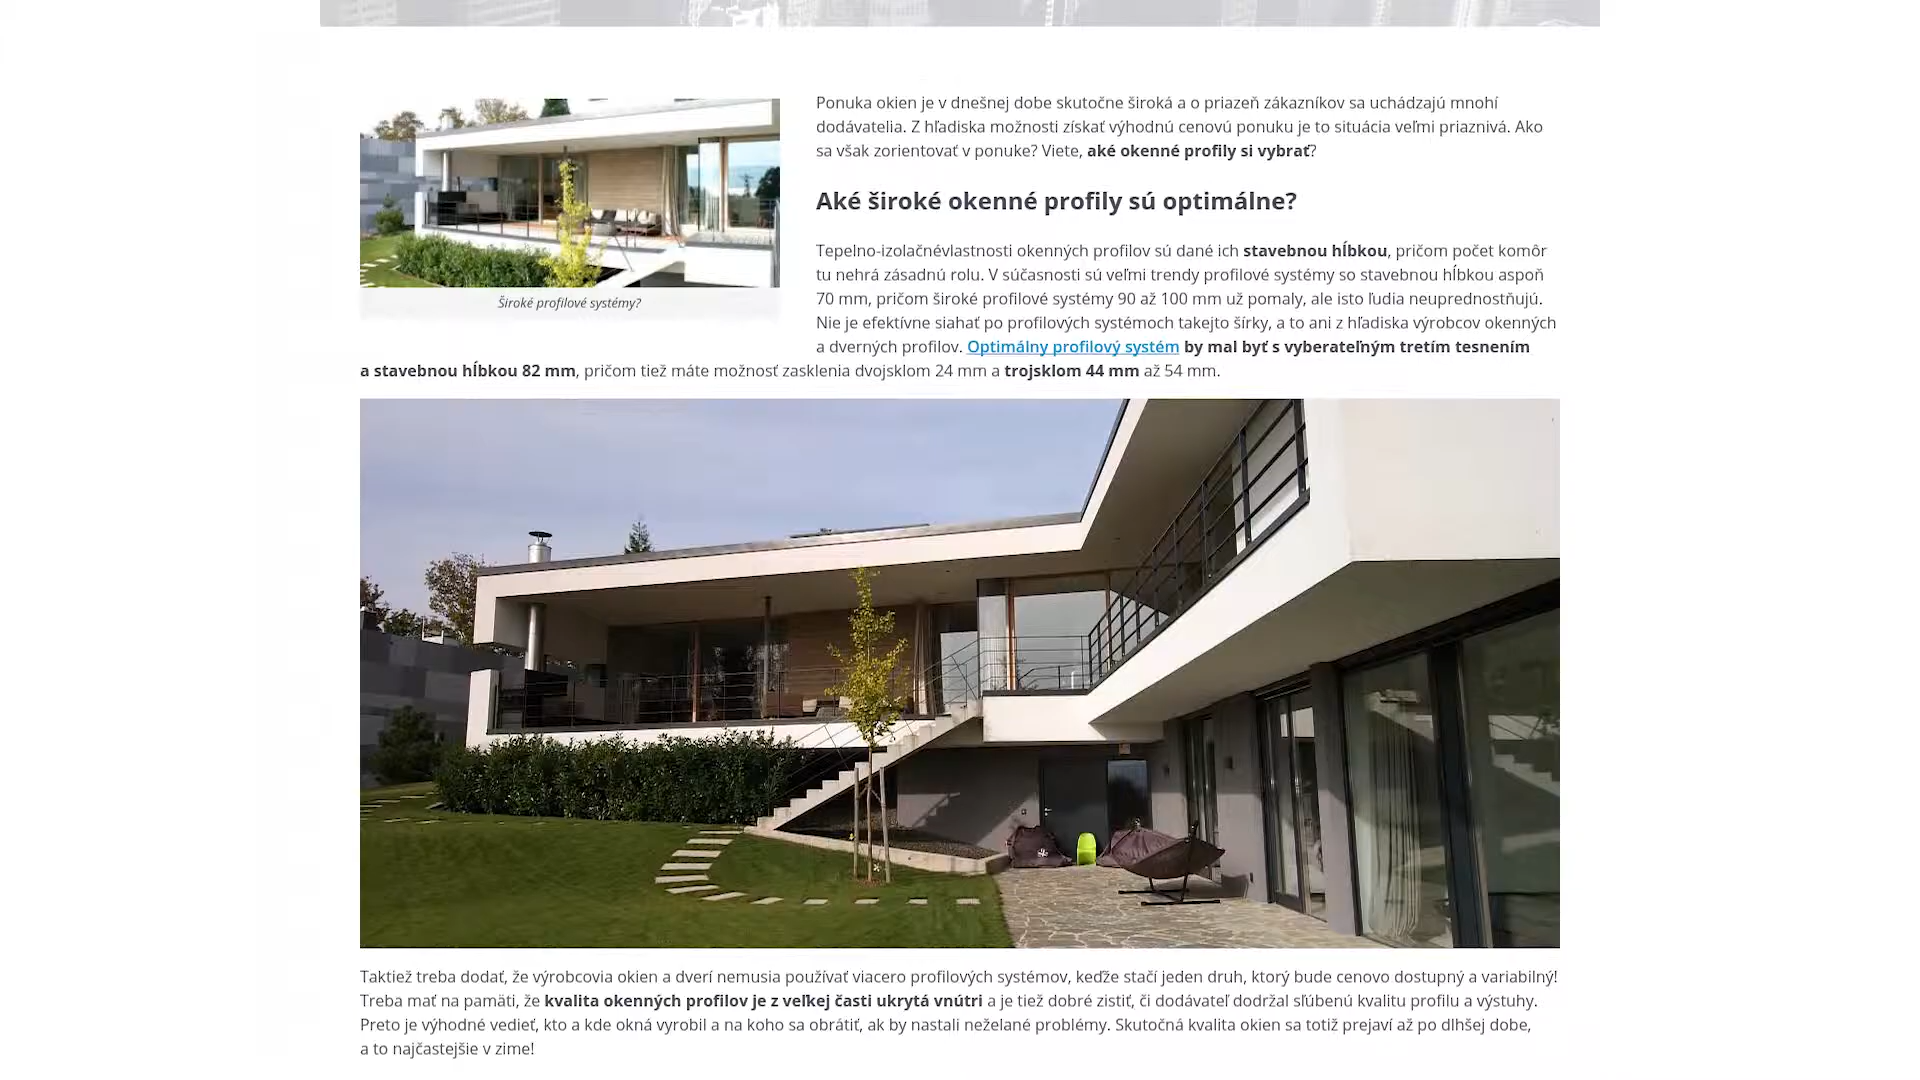 Ponuka okien je v dnešnej dobe skutočne široká a o priazeň zákazníkov sa uchádzajú mnohí
dodávatelia. Z hľadiska možnosti získať výhodnú cenovú ponuku je to situácia veľmi priaznivá. Ako
sa však zorientovať v ponuke? Viete, aké okenné profily si vybrať?
Široké profilové systémy?
Aké široké okenné profily sú optimálne?
Tepelno-izolačnévlastnosti okenných profilov sú dané ich stavebnou hĺbkou, pričom počet komôr
tu nehrá zásadnú rolu. V súčasnosti sú veľmi trendy profilové systémy so stavebnou hĺbkou aspoň
70 mm, pričom široké profilové systémy 90 až 100 mm už pomaly, ale isto ľudia neuprednostňujú.
Nie je efektívne siahať po profilových systémoch takejto šírky, a to ani z hľadiska výrobcov okenných
a dverných profilov. Optimálny profilový systém by mal byť s vyberateľným tretím tesnením
a stavebnou hĺbkou 82 mm, pričom tiež máte možnosť zasklenia dvojsklom 24 mm a trojsklom 44 mm až 54 mm.
Taktiež treba dodať, že výrobcovia okien a dverí nemusia používať viacero profilových systémov, keďže stačí jeden druh, ktorý bude cenovo dostupný a variabilný!
Treba mať na pamäti, že kvalita okenných profilov je z veľkej časti ukrytá vnútri a je tiež dobré zistiť, či dodávateľ dodržal sľúbenú kvalitu profilu a výstuhy.
Preto je výhodné vedieť, kto a kde okná vyrobil a na koho sa obrátiť, ak by nastali neželané problémy. Skutočná kvalita okien sa totiž prejaví až po dlhšej dobe,
a to najčastejšie v zime!